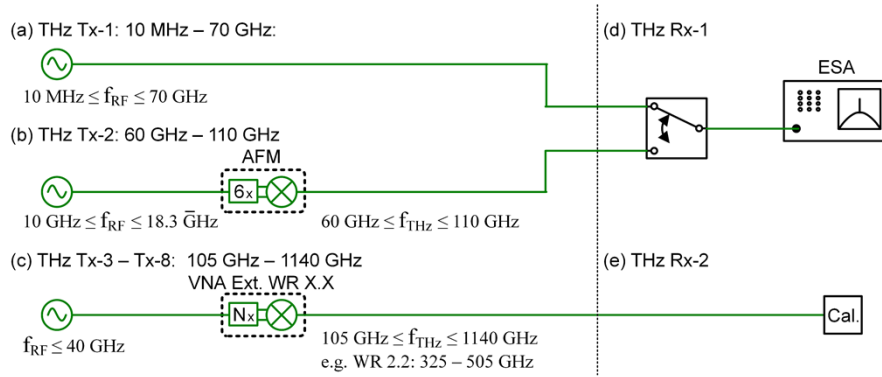 (a) THz Tx-1: 10 MHz – 70 GHz:
10 MHz ≤ fRF ≤ 70 GHz
(b) THz Tx-2: 60 GHz – 110 GHz
AFM
6x
10 GHz ≤ fRF ≤ 18.3 GHz
60 GHz ≤ fTHz ≤ 110 GHz
(c) THz Tx-3 – Tx-8: 105 GHz – 1140 GHz
VNA Ext. WR X.X
Nx
fRF ≤ 40 GHz
105 GHz ≤ fTHz ≤ 1140 GHz
e.g. WR 2.2: 325 – 505 GHz
(d) THz Rx-1
ESA
(e) THz Rx-2
Cal.